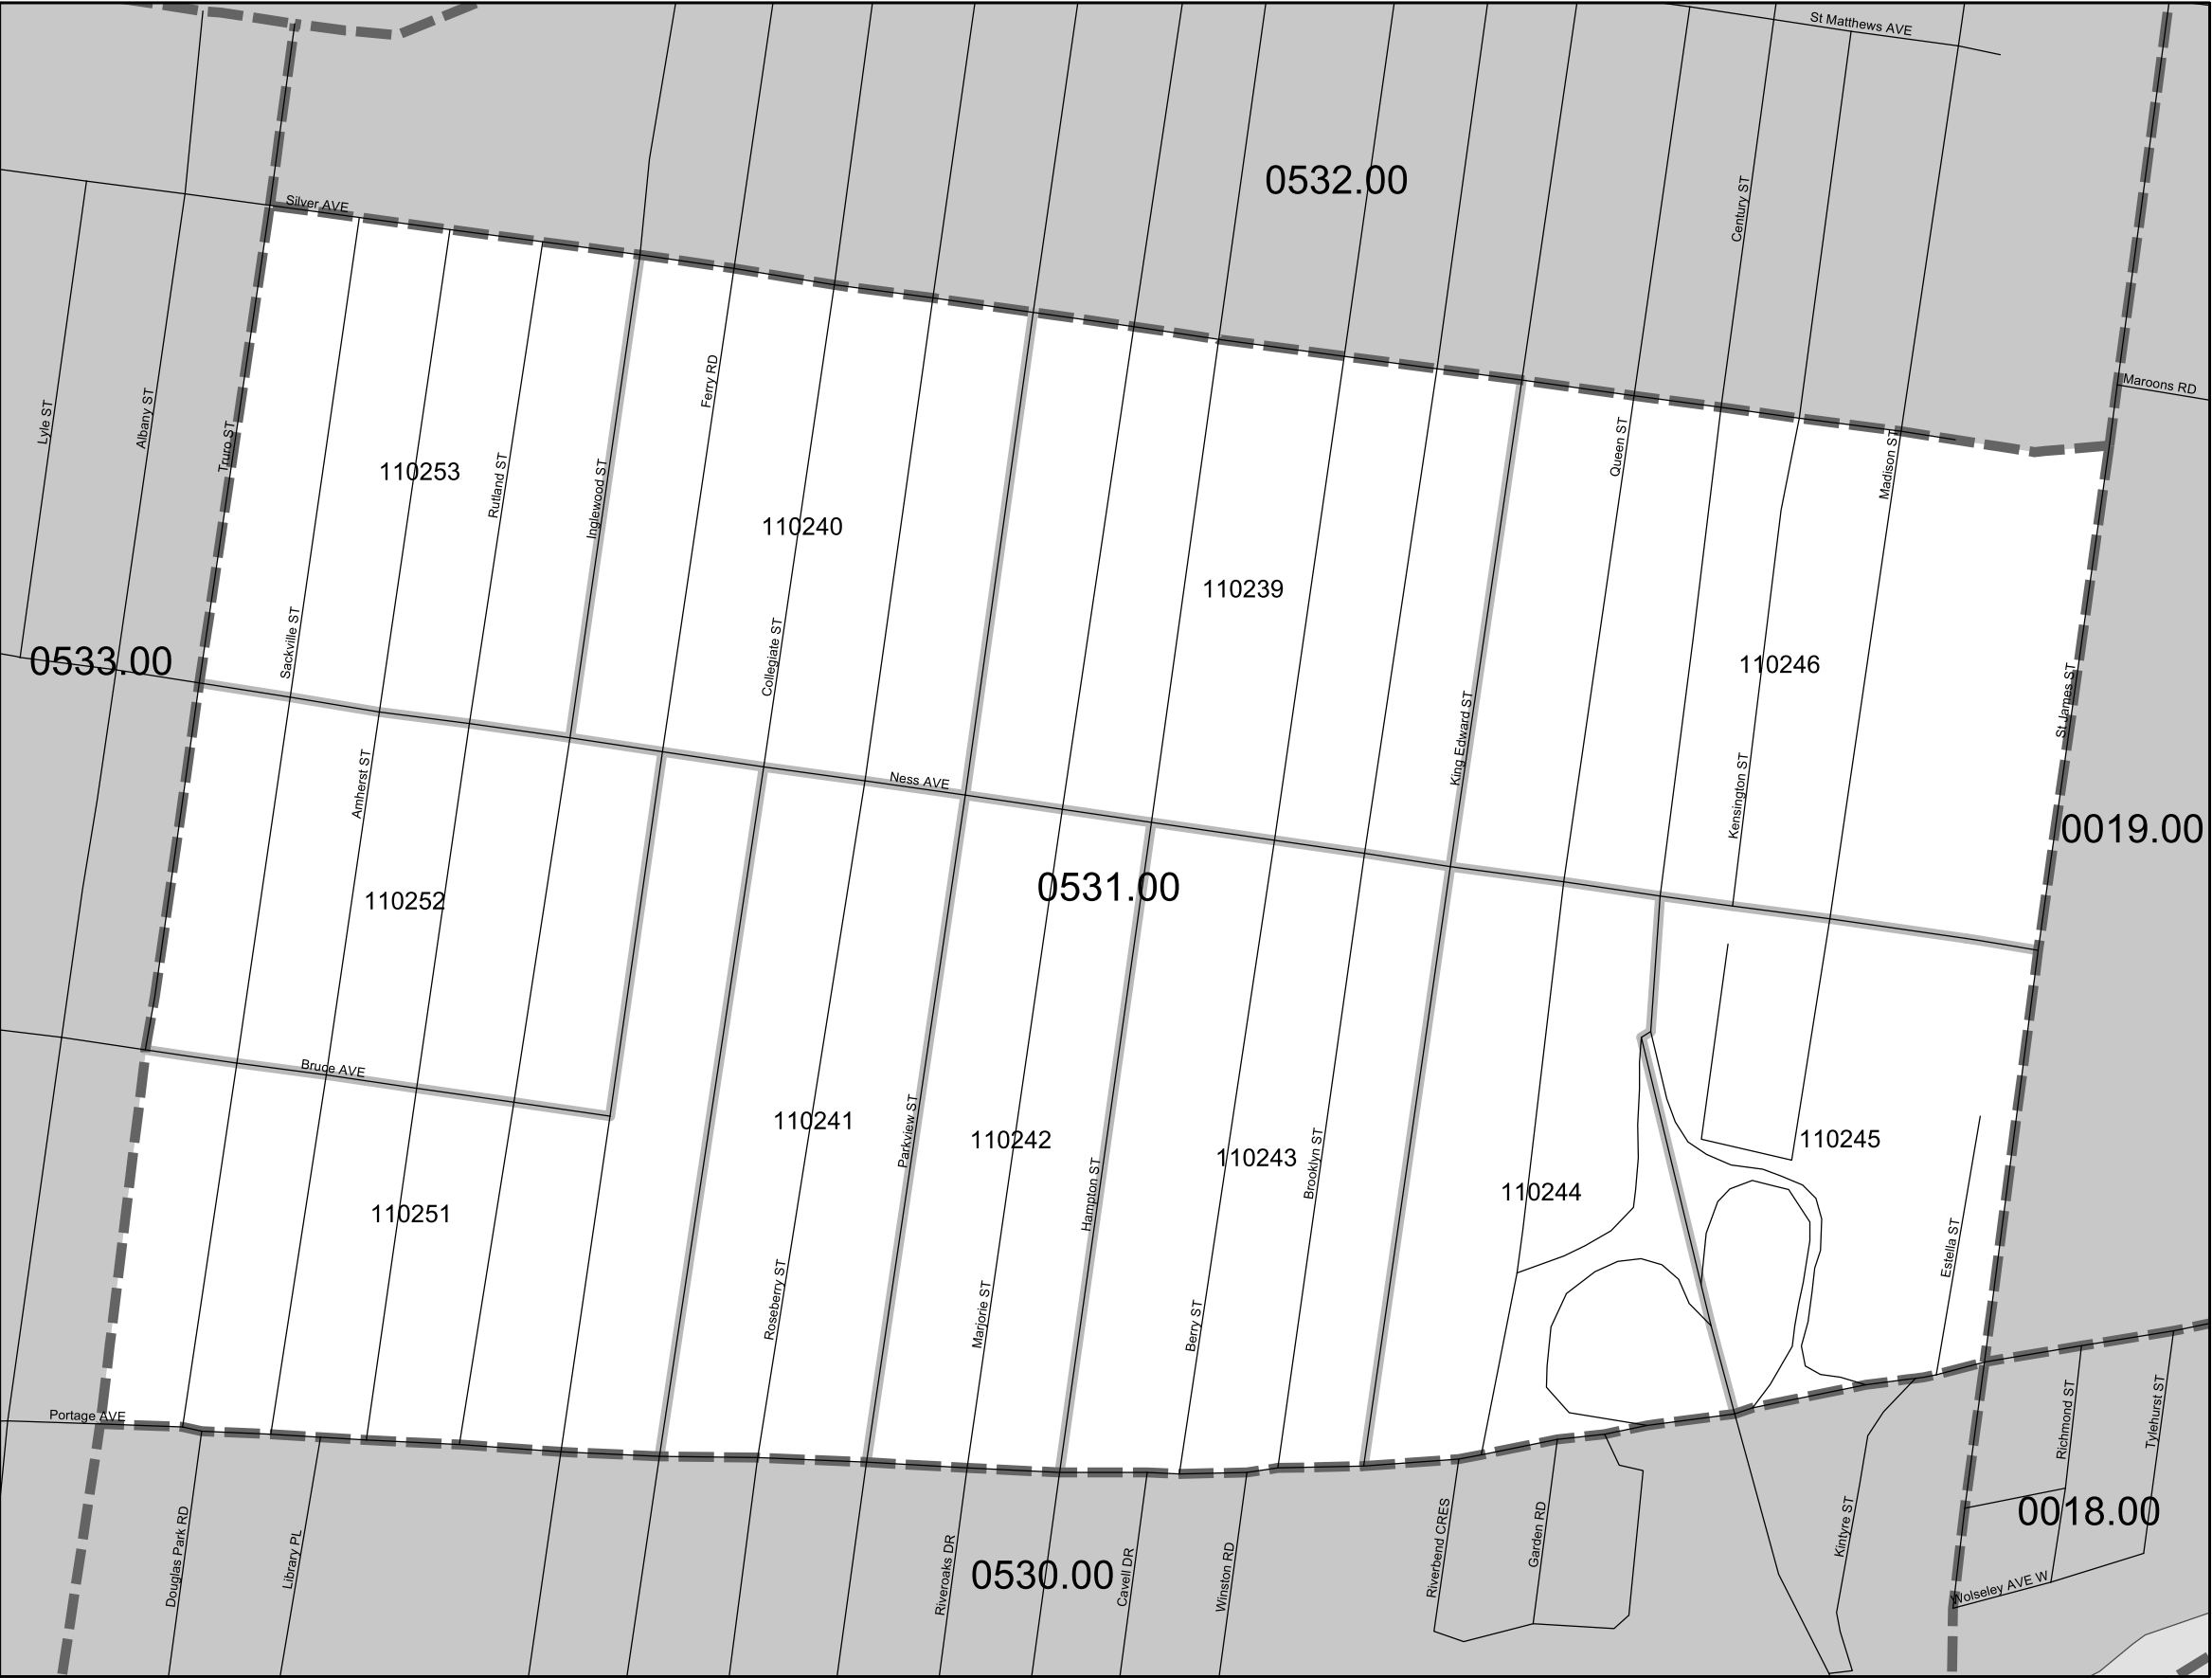 St Matthews AVE
0532.00
Century ST
Silver AVE
Maroons RD
Lyle ST
Albany ST
Truro ST
110253
Rutland ST
Inglewood ST
Ferry RD
110240
Queen ST
Madison ST
110239
Sackville ST
0533.00
Collegiate ST
110246
St James ST
King Edward ST
Kensington ST
Amherst ST
Ness AVE
0019.00
0531.00
110252
Bruce AVE
110241
Parkview ST
110242
Hampton ST
110243
Brooklyn ST
110245
110244
110251
Estella ST
Roseberry ST
Marjorie ST
Berry ST
Portage AVE
Richmond ST
Tylehurst ST
0018.00
Douglas Park RD
Library PL
Riveroaks DR
0530.00
Cavell DR
Winston RD
Riverbend CRES
Garden RD
Kintyre ST
Wolseley AVE W